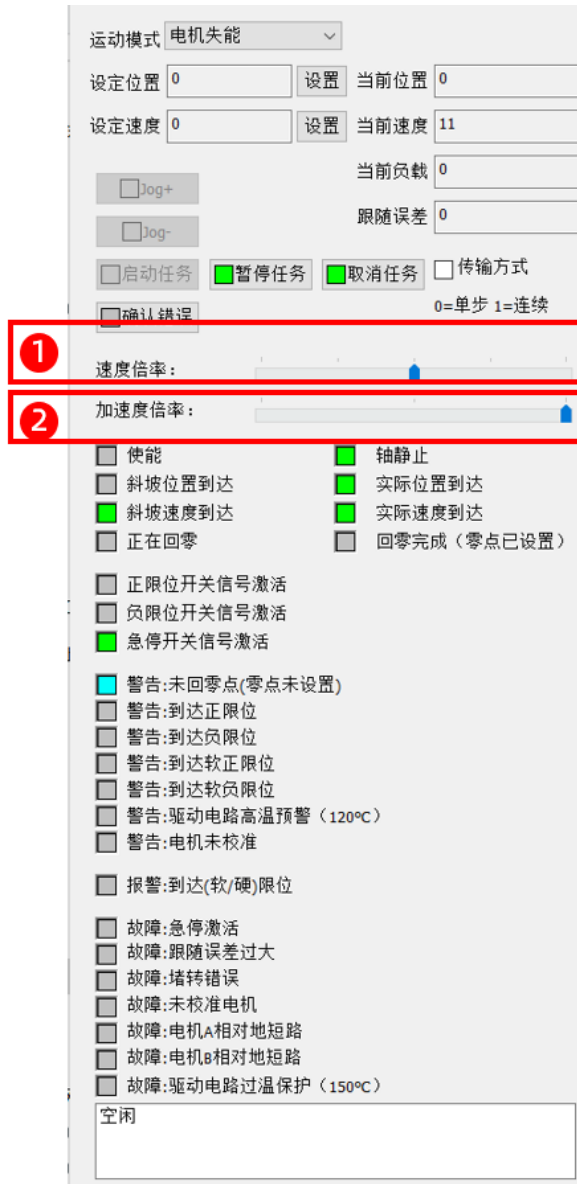 运动模式 电机失能
设定位置 0 设置 当前位置 0
设定速度 0 设置 当前速度 11
当前负载 0
Jog+
跟随误差 0
Jog-
启动任务 暂停任务 取消任务 传输方式
确认错误 0=单步 1=连续
1 速度倍率：
2 加速度倍率：
使能 轴静止
斜坡位置到达 实际位置到达
斜坡速度到达 实际速度到达
正在回零 回零完成（零点已设置）
正限位开关信号激活
负限位开关信号激活
急停开关信号激活
警告:未回零点(零点未设置)
警告:到达正限位
警告:到达负限位
警告:到达软正限位
警告:到达软负限位
警告:驱动电路高温预警（120℃）
警告:电机未校准
报警:到达(软/硬)限位
故障:急停激活
故障:跟随误差过大
故障:堵转错误
故障:未校准电机
故障:电机A相对地短路
故障:电机B相对地短路
故障:驱动电路过温保护（150℃）
空闲